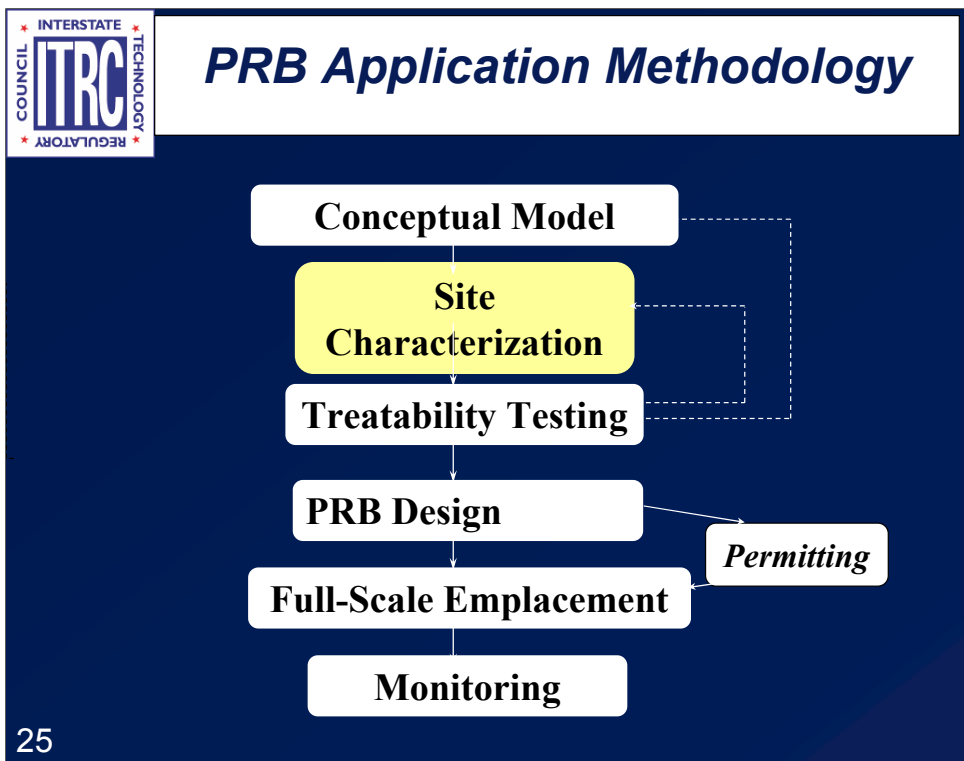 INTERSTATE
TECHNOLOGY
REGULATORY
COUNCIL
ITRC
PRB Application Methodology
Conceptual Model
Site
Characterization
Treatability Testing
PRB Design
Permitting
Full-Scale Emplacement
Monitoring
25